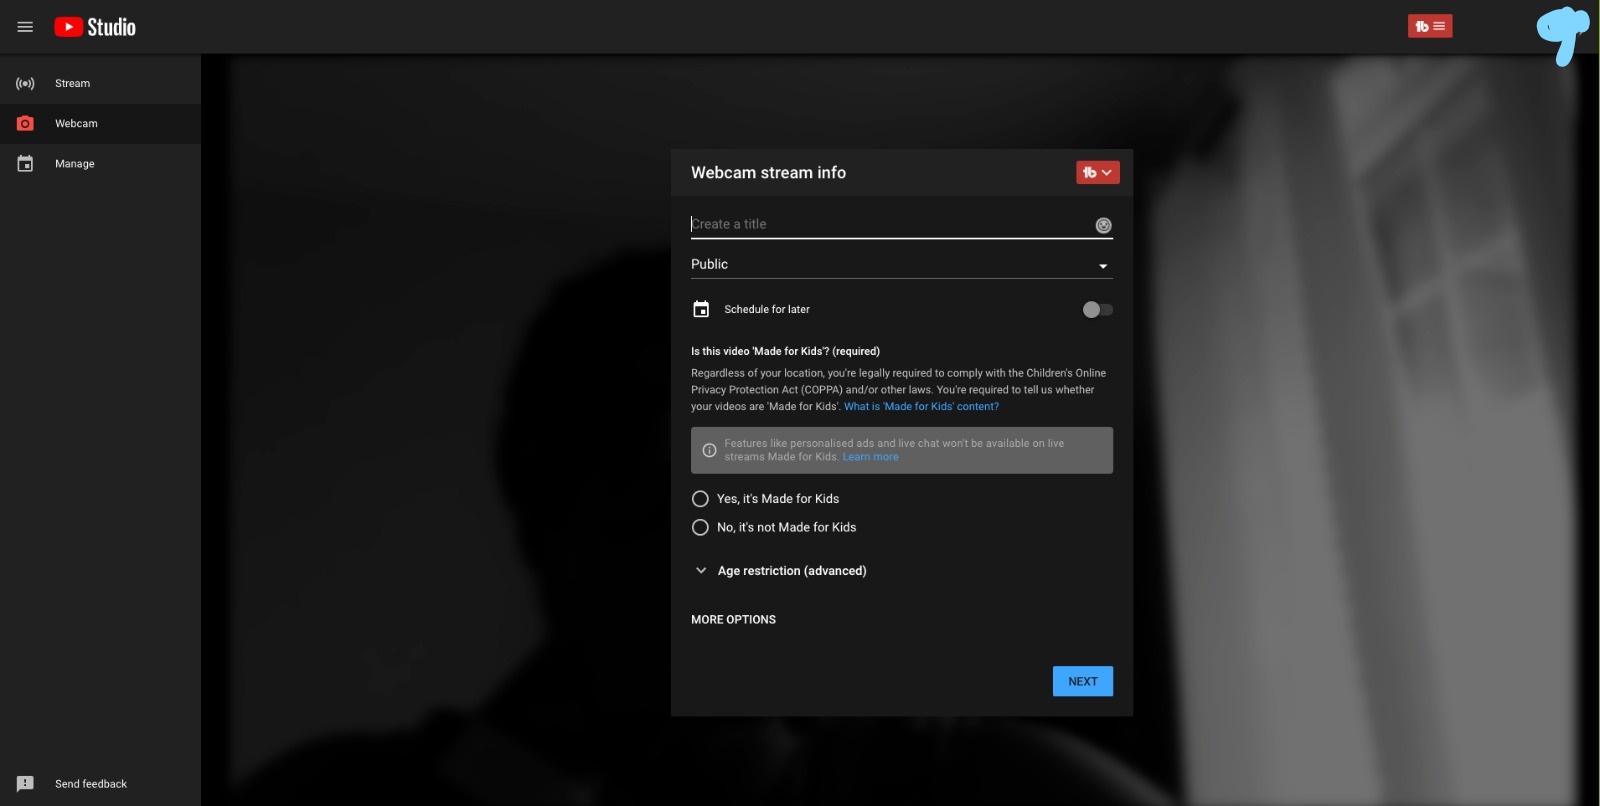 Studio
tb
Stream
Webcam
Manage
Webcam stream info
tb
Create a title
Public
Schedule for later
Is this video 'Made for Kids'? (required)
Regardless of your location, you're legally required to comply with the Children's Online
Privacy Protection Act (COPPA) and/or other laws. You're required to tell us whether
your videos are 'Made for Kids'. What is 'Made for Kids' content?
Features like personalised ads and live chat won't be available on live
streams Made for Kids. Learn more
Yes, it's Made for Kids
No, it's not Made for Kids
Age restriction (advanced)
MORE OPTIONS
NEXT
Send feedback